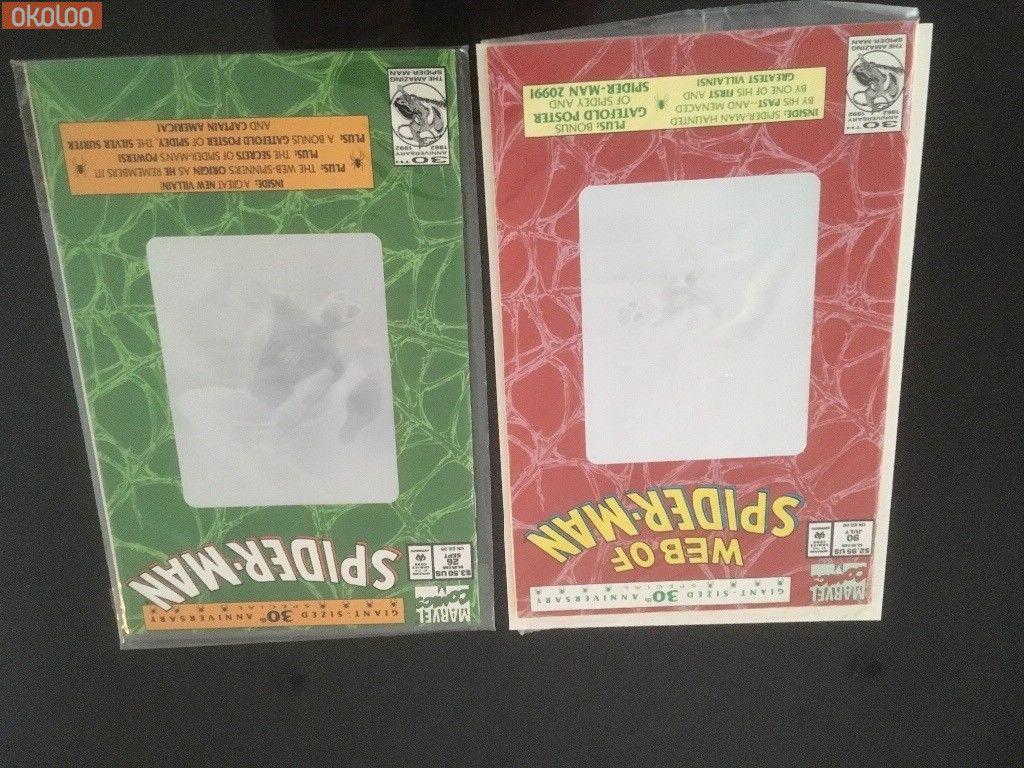 okoloo
GIANT-SIZED 30TH ANNIVERSARY
SPECIAL
MARVEL
COMICS
$3.50 US
26
SEPT
SPIDER-MAN
INSIDE: A GREAT NEW VILLAIN!
PLUS: THE WEB-SPINNER'S ORIGIN AS HE REMEMBERS IT!
PLUS: THE SECRETS OF SPIDER-MAN'S POWERS!
PLUS: A BONUS GATEFOLD POSTER OF SPIDEY, THE SILVER SURFER
AND CAPTAIN AMERICA!
30TH
ANNIVERSARY
1962 1992
THE AMAZING
SPIDER-MAN
GIANT-SIZED 30TH ANNIVERSARY
SPECIAL
MARVEL
COMICS
$2.95 US
90
JULY
WEB OF
SPIDER-MAN
INSIDE: SPIDER-MAN HAUNTED
BY HIS PAST--AND MENACED
BY ONE OF HIS FIRST AND
GREATEST VILLAINS!
PLUS: BONUS
GATEFOLD POSTER
OF SPIDEY AND
SPIDER-MAN 2099!
30TH
ANNIVERSARY
1962 1992
THE AMAZING
SPIDER-MAN